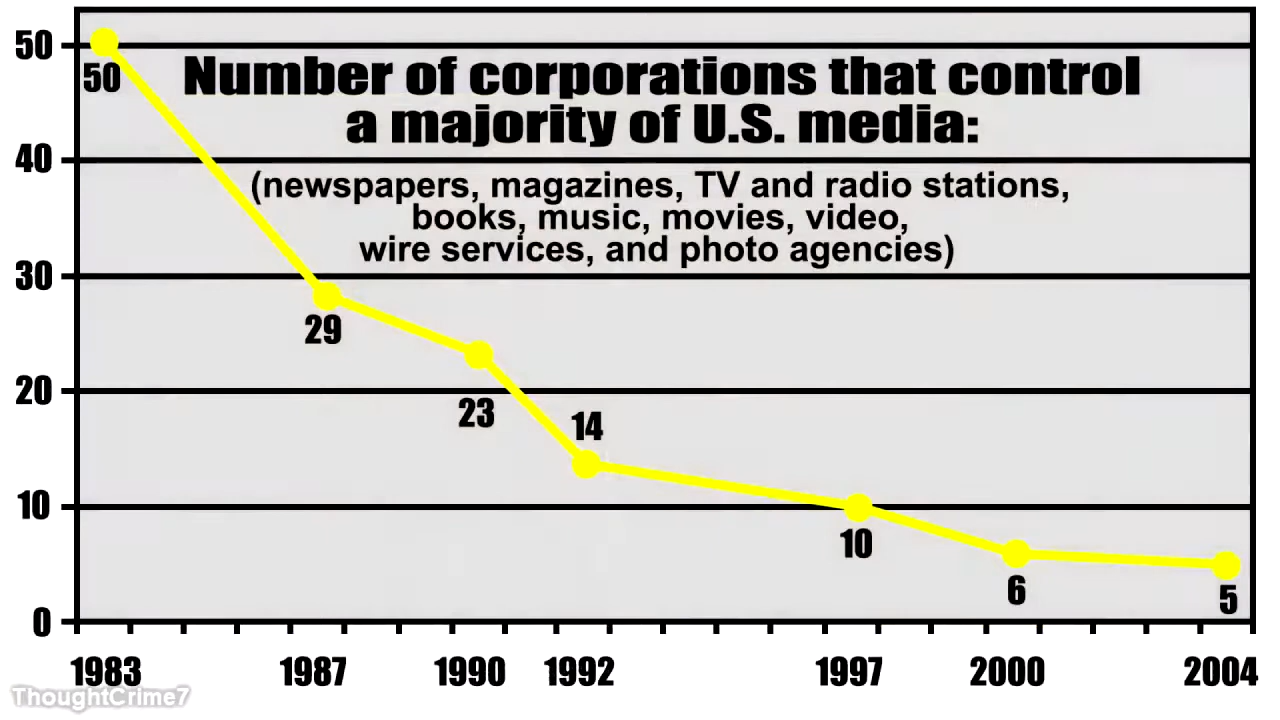 Number of corporations that control
a majority of U.S. media:
(newspapers, magazines, TV and radio stations,
books, music, movies, video,
wire services, and photo agencies)
50
40
30
20
10
0
50
29
23
14
10
6
5
1983 1987 1990 1992 1997 2000 2004
ThoughtCrime7